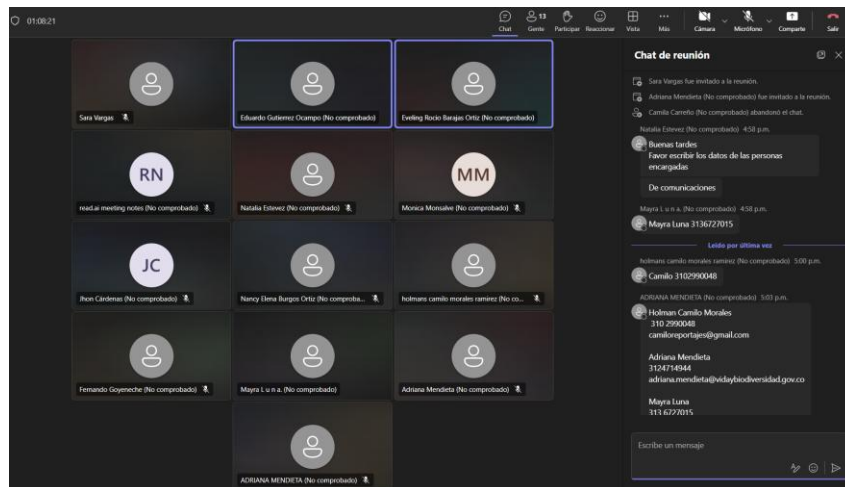 01:08:21
Chat
13
Gente
Participar
Reaccionar
Vista
Más
Cámara
Micrófono
Comparte
Salir
Sara Vargas
Eduardo Gutierrez Ocampo (No comprobado)
Eveling Rocio Barajas Ortiz (No comprobado)
RN
read.ai meeting notes (No comprobado)
Natalia Estevez (No comprobado)
MM
Monica Monsalve (No comprobado)
JC
Jhon Cárdenas (No comprobado)
Nancy Elena Burgos Ortiz (No comproba...
holmans camilo morales ramirez (No co...
Fernando Goyeneche (No comprobado)
Mayra L u n a. (No comprobado)
Adriana Mendieta (No comprobado)
ADRIANA MENDIETA (No comprobado)
Chat de reunión
Sara Vargas fue invitado a la reunión.
Adriana Mendieta (No comprobado) fue invitado a la reunión.
Camila Carreño (No comprobado) abandonó el chat.
Natalia Estevez (No comprobado) 4:58 p.m.
Buenas tardes
Favor escribir los datos de las personas
encargadas
De comunicaciones
Mayra L u n a. (No comprobado) 4:58 p.m.
Mayra Luna 3136727015
Leído por última vez
holmans camilo morales ramirez (No comprobado) 5:00 p.m.
Camilo 3102990048
ADRIANA MENDIETA (No comprobado) 5:03 p.m.
Holman Camilo Morales
310 2990048
camiloreportajes@gmail.com
Adriana Mendieta
3124714944
adriana.mendieta@vidaybiodiversidad.gov.co
Mayra Luna
313 6727015
Escribe un mensaje